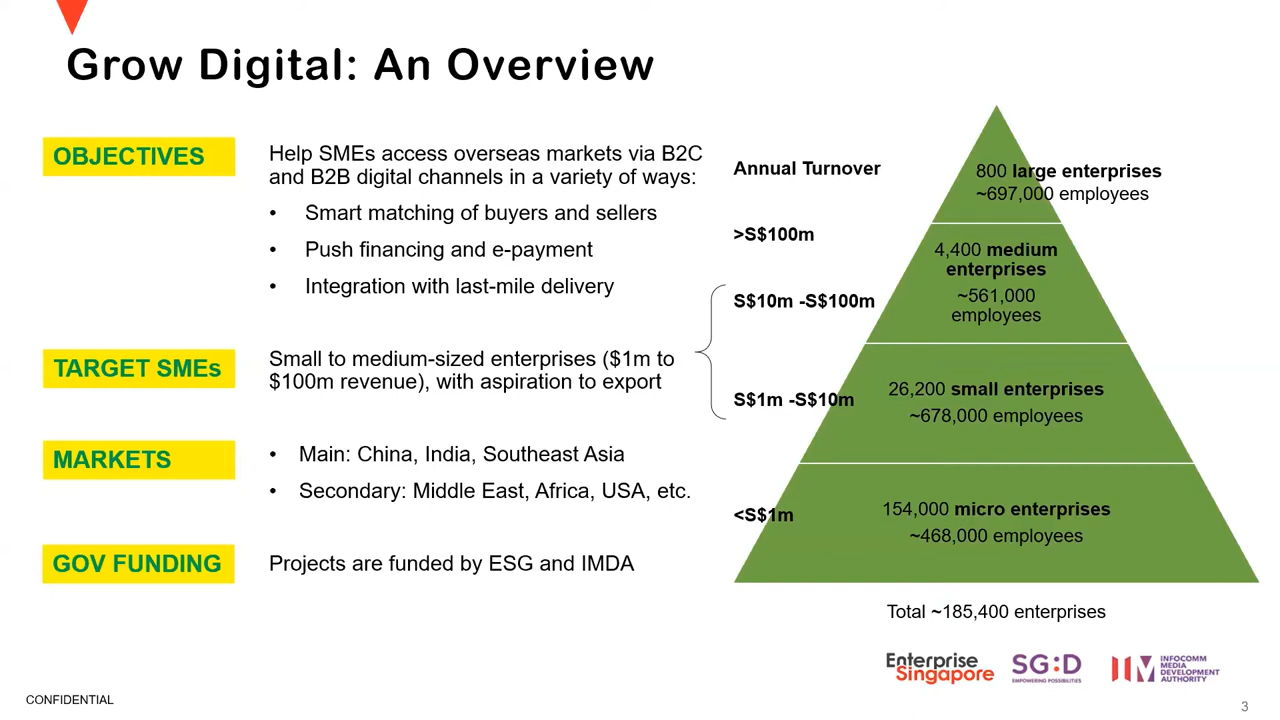 Grow Digital: An Overview
OBJECTIVES
Help SMEs access overseas markets via B2C
and B2B digital channels in a variety of ways:
• Smart matching of buyers and sellers
• Push financing and e-payment
• Integration with last-mile delivery
TARGET SMEs
Small to medium-sized enterprises ($1m to
$100m revenue), with aspiration to export
MARKETS
• Main: China, India, Southeast Asia
• Secondary: Middle East, Africa, USA, etc.
GOV FUNDING
Projects are funded by ESG and IMDA
Annual Turnover
>S$100m
S$10m -S$100m
S$1m -S$10m
<S$1m
800 large enterprises
~697,000 employees
4,400 medium
enterprises
~561,000
employees
26,200 small enterprises
~678,000 employees
154,000 micro enterprises
~468,000 employees
Total ~185,400 enterprises
Enterprise
Singapore
SG:D
EMPOWERING POSSIBILITIES
INFOCOMM
MEDIA
DEVELOPMENT
AUTHORITY
CONFIDENTIAL
3